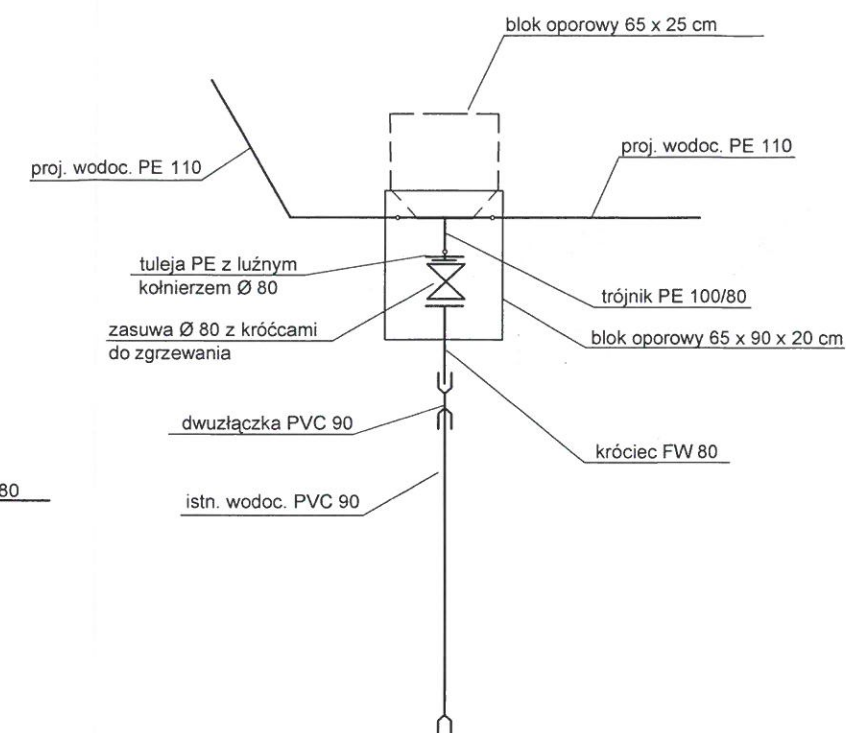 blok oporowy 65 x 25 cm
proj. wodoc. PE 110
proj. wodoc. PE 110
tuleja PE z luźnym
kołnierzem Ø 80
trójnik PE 100/80
zasuwa Ø 80 z króćcami
do zgrzewania
blok oporowy 65 x 90 x 20 cm
dwuzłączka PVC 90
króciec FW 80
80
istn. wodoc. PVC 90